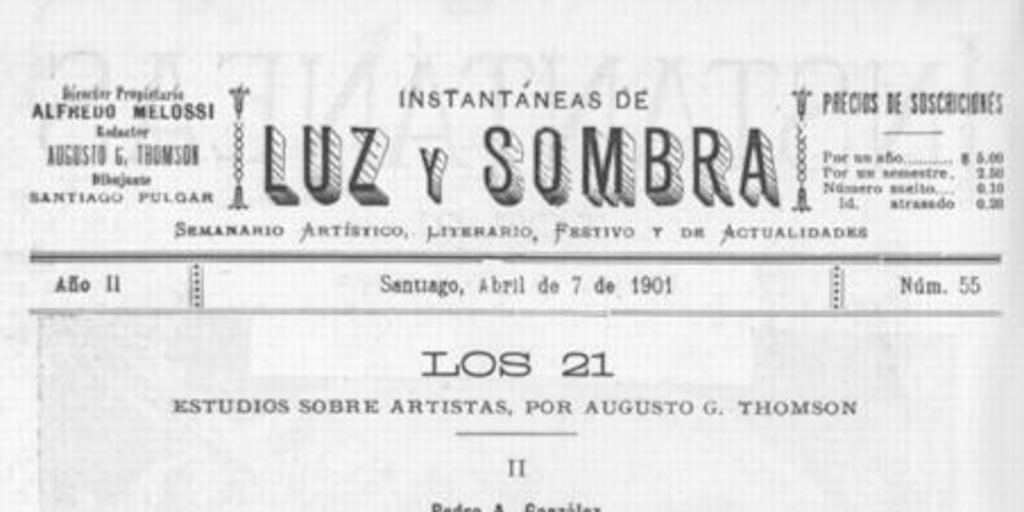 Director Propietario
ALFREDO MELOSSI
Redactor
AUGUSTO G. THOMSON
Dibujante
SANTIAGO PULGAR
INSTANTÁNEAS DE
LUZ Y SOMBRA
SEMANARIO ARTÍSTICO, LITERARIO, FESTIVO Y DE ACTUALIDADES
PRECIOS DE SUSCRICIONES
Por un año.......... $ 5.00
Por un semestre. 2.50
Número suelto.... 0.10
Id. atrasado 0.20
Año II
Santiago, Abril de 7 de 1901
Núm. 55
LOS 21
ESTUDIOS SOBRE ARTISTAS, POR AUGUSTO G. THOMSON
II
Pedro A. González